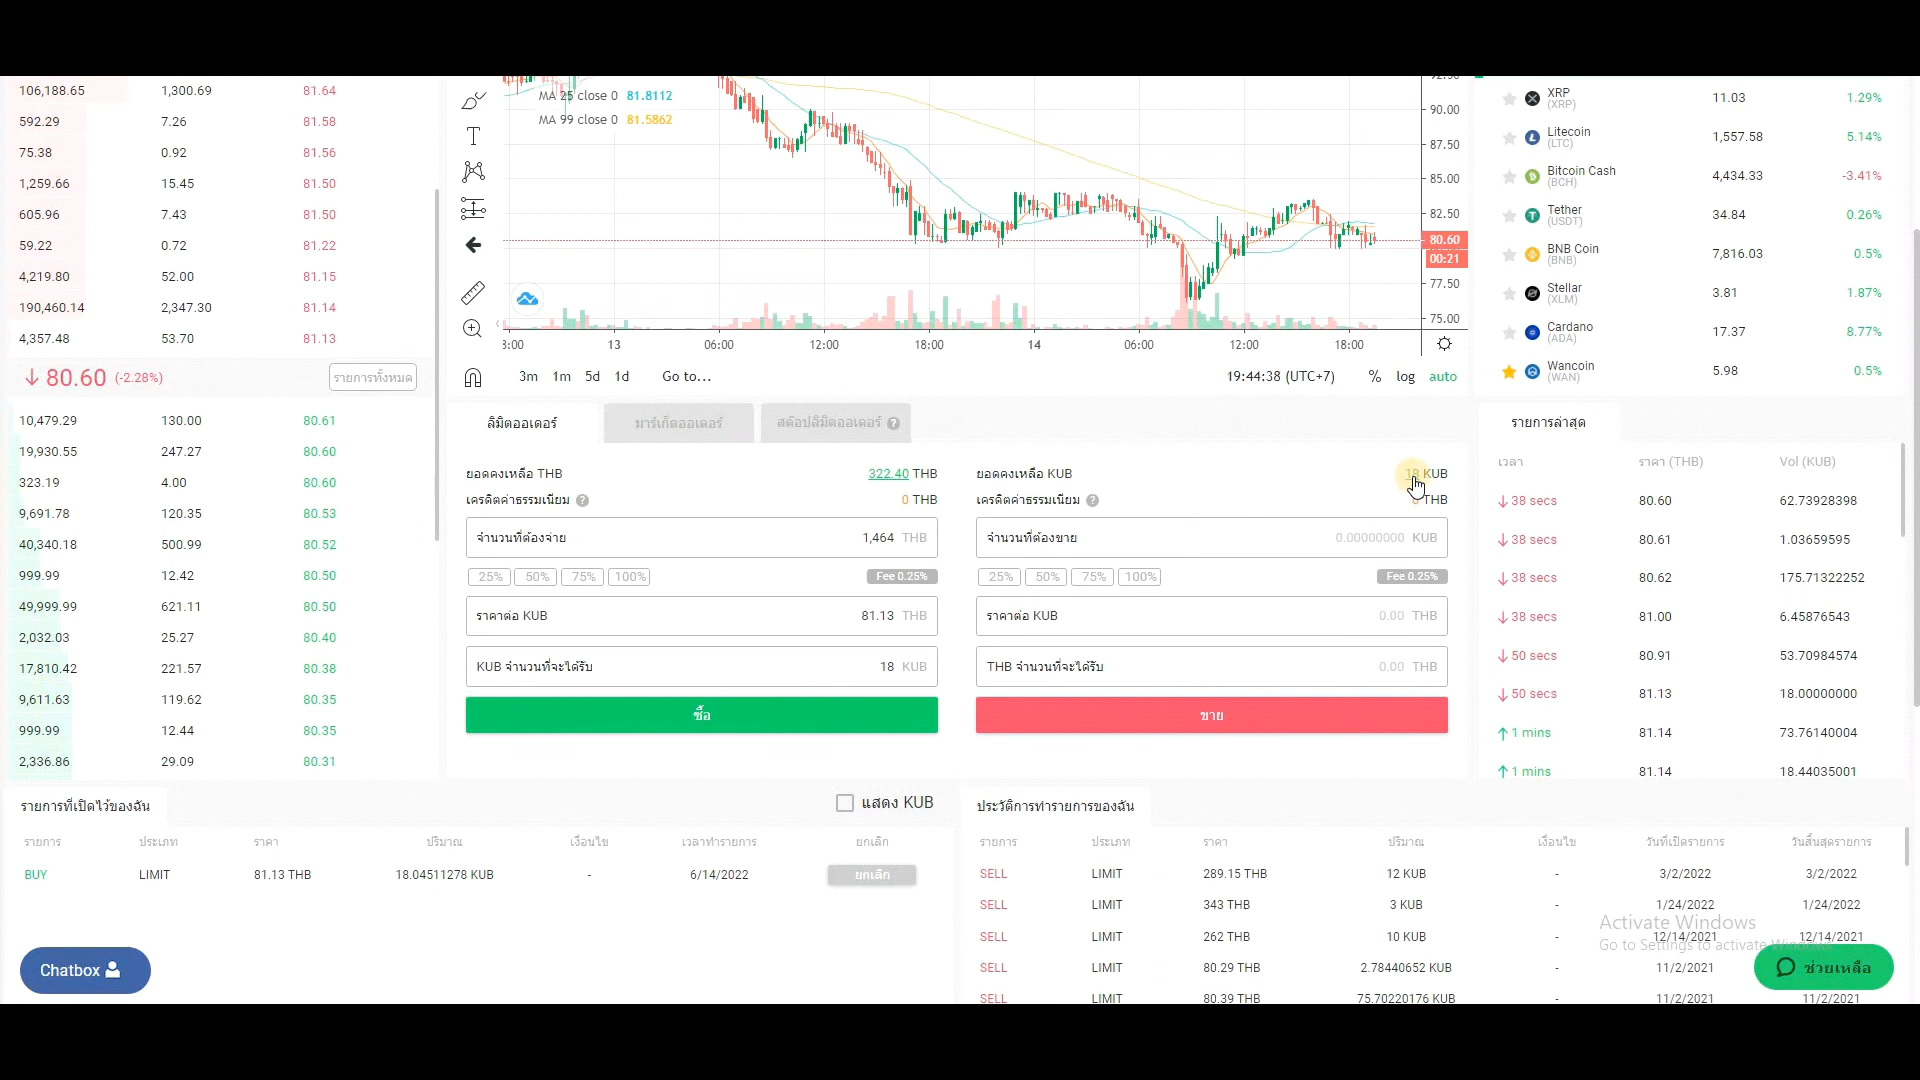 106,188.65 1,300.69 81.64
592.29 7.26 81.58
75.38 0.92 81.56
1,259.66 15.45 81.50
605.96 7.43 81.50
59.22 0.72 81.22
4,219.80 52.00 81.15
190,460.14 2,347.30 81.14
4,357.48 53.70 81.13
80.60 (-2.28%) รายการทั้งหมด
10,479.29 130.00 80.61
19,930.55 247.27 80.60
323.19 4.00 80.60
9,691.78 120.35 80.53
40,340.18 500.99 80.52
999.99 12.42 80.50
49,999.99 621.11 80.50
2,032.03 25.27 80.40
17,810.42 221.57 80.38
9,611.63 119.62 80.35
999.99 12.44 80.35
2,336.86 29.09 80.31
MA 25 close 0 81.8112
MA 99 close 0 81.5862
92.50
90.00
87.50
85.00
82.50
80.60
00:21
77.50
75.00
3:00 13 06:00 12:00 18:00 14 06:00 12:00 18:00
3m 1m 5d 1d Go to... 19:44:38 (UTC+7) % log auto
ลิมิตออเดอร์ มาร์เก็ตออเดอร์ สต๊อปลิมิตออเดอร์ ?
ยอดคงเหลือ THB 322.40 THB
เครดิตค่าธรรมเนียม ? 0 THB
จำนวนที่ต้องจ่าย 1,464 THB
25% 50% 75% 100% Fee 0.25%
ราคาต่อ KUB 81.13 THB
KUB จำนวนที่จะได้รับ 18 KUB
ซื้อ
ยอดคงเหลือ KUB 18 KUB
เครดิตค่าธรรมเนียม ? 0 THB
จำนวนที่ต้องขาย 0.00000000 KUB
25% 50% 75% 100% Fee 0.25%
ราคาต่อ KUB 0.00 THB
THB จำนวนที่จะได้รับ 0.00 THB
ขาย
XRP 11.03 1.29%
(XRP)
Litecoin 1,557.58 5.14%
(LTC)
Bitcoin Cash 4,434.33 -3.41%
(BCH)
Tether 34.84 0.26%
(USDT)
BNB Coin 7,816.03 0.5%
(BNB)
Stellar 3.81 1.87%
(XLM)
Cardano 17.37 8.77%
(ADA)
Wancoin 5.98 0.5%
(WAN)
รายการล่าสุด
เวลา ราคา (THB) Vol (KUB)
38 secs 80.60 62.73928398
38 secs 80.61 1.03659595
38 secs 80.62 175.71322252
38 secs 81.00 6.45876543
50 secs 80.91 53.70984574
50 secs 81.13 18.00000000
1 mins 81.14 73.76140004
1 mins 81.14 18.44035001
รายการที่เปิดไว้ของฉัน แสดง KUB
รายการ ประเภท ราคา ปริมาณ เงื่อนไข เวลาทำรายการ ยกเลิก
BUY LIMIT 81.13 THB 18.04511278 KUB - 6/14/2022 ยกเลิก
ประวัติการทำรายการของฉัน
รายการ ประเภท ราคา ปริมาณ เงื่อนไข วันที่เปิดรายการ วันสิ้นสุดรายการ
SELL LIMIT 289.15 THB 12 KUB - 3/2/2022 3/2/2022
SELL LIMIT 343 THB 3 KUB - 1/24/2022 1/24/2022
SELL LIMIT 262 THB 10 KUB - 12/14/2021 12/14/2021
SELL LIMIT 80.29 THB 2.78440652 KUB - 11/2/2021
SELL LIMIT 80.39 THB 75.70220176 KUB - 11/2/2021 11/2/2021
Activate Windows
Go to Settings to activate Windows.
Chatbox
ช่วยเหลือ